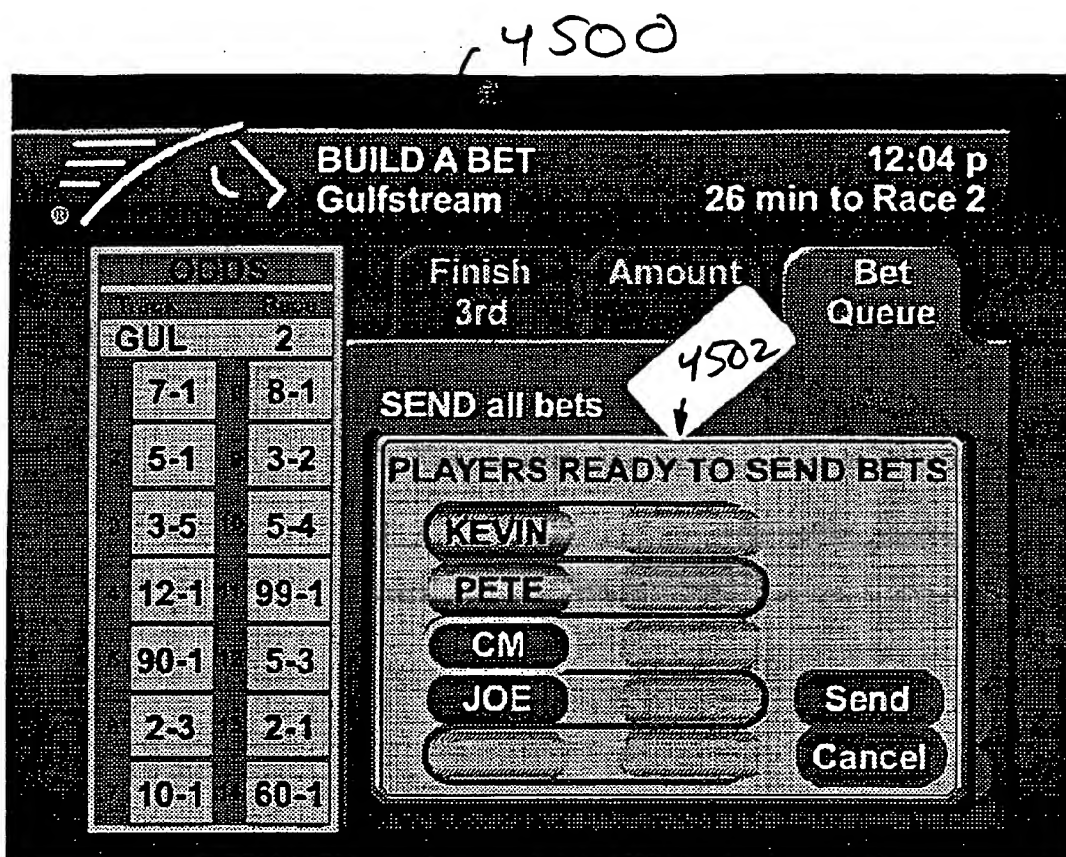 4500
BUILD A BET
Gulfstream
12:04 p
26 min to Race 2
®
ODDS
Track Race
GUL 2
7-1 8-1
5-1 3-2
3-5 5-4
12-1 99-1
90-1 5-3
2-3 2-1
10-1 60-1
Finish
3rd
Amount
Bet
Queue
4502
SEND all bets
PLAYERS READY TO SEND BETS
KEVIN
PETE
CM
JOE
Send
Cancel